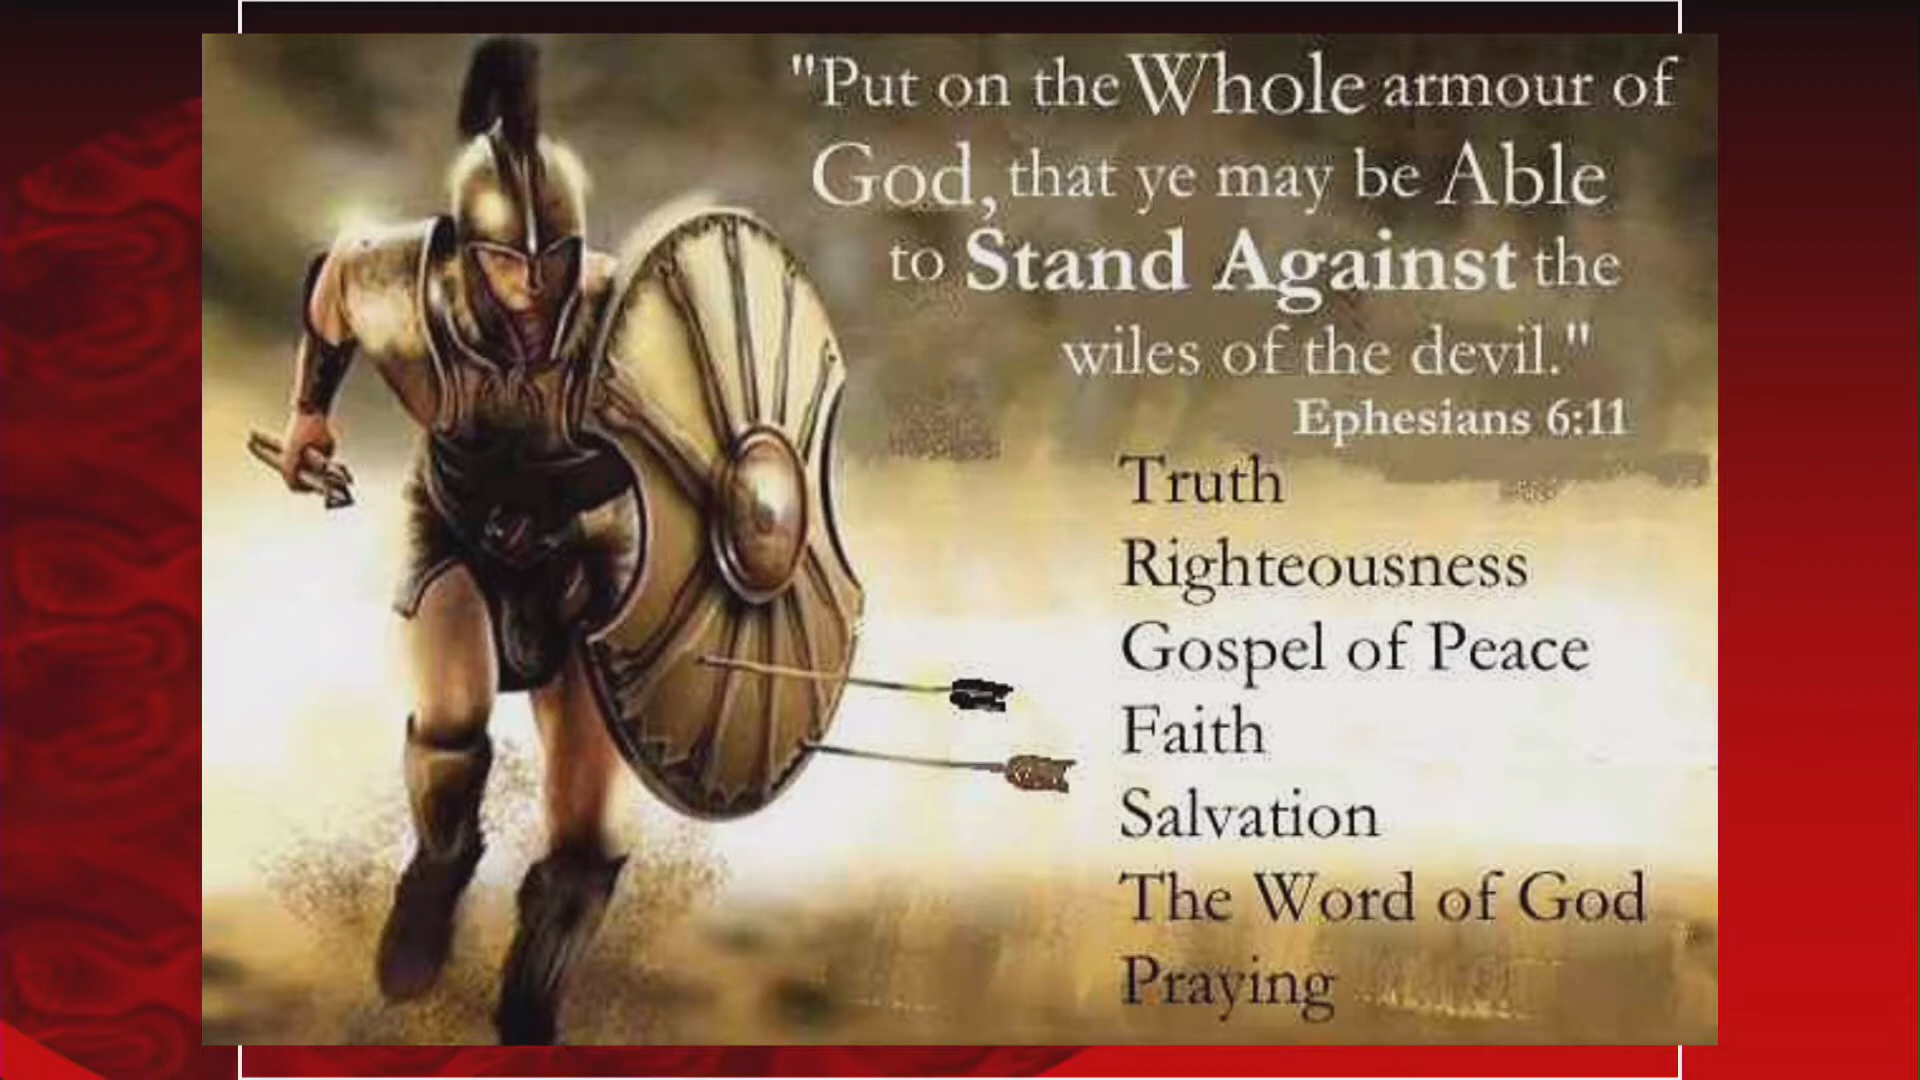 "Put on the Whole armour of
God, that ye may be Able
to Stand Against the
wiles of the devil."
Ephesians 6:11
Truth
Righteousness
Gospel of Peace
Faith
Salvation
The Word of God
Praying